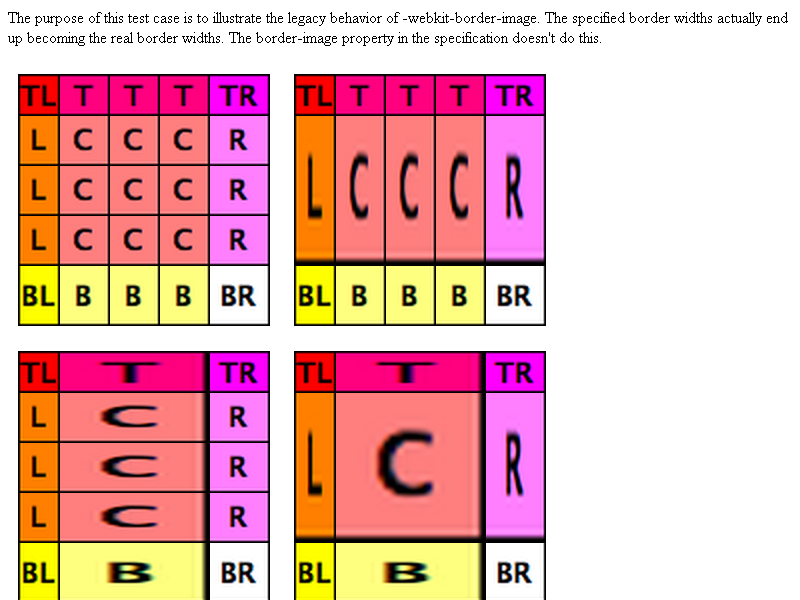 The purpose of this test case is to illustrate the legacy behavior of -webkit-border-image. The specified border widths actually end
up becoming the real border widths. The border-image property in the specification doesn't do this.
TL T T T TR
L C C C R
L C C C R
L C C C R
BL B B B BR
TL T T T TR
L C C C R
BL B B B BR
TL T TR
L C R
L C R
L C R
BL B BR
TL T TR
L C R
BL B BR